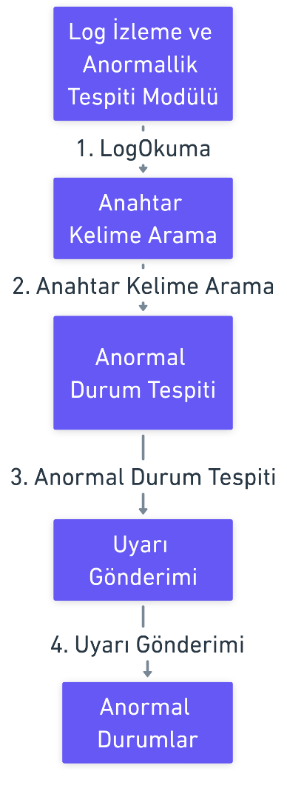 Log İzleme ve
Anormallik
Tespiti Modülü
1. LogOkuma
Anahtar
Kelime Arama
2. Anahtar Kelime Arama
Anormal
Durum Tespiti
3. Anormal Durum Tespiti
Uyarı
Gönderimi
4. Uyarı Gönderimi
Anormal
Durumlar